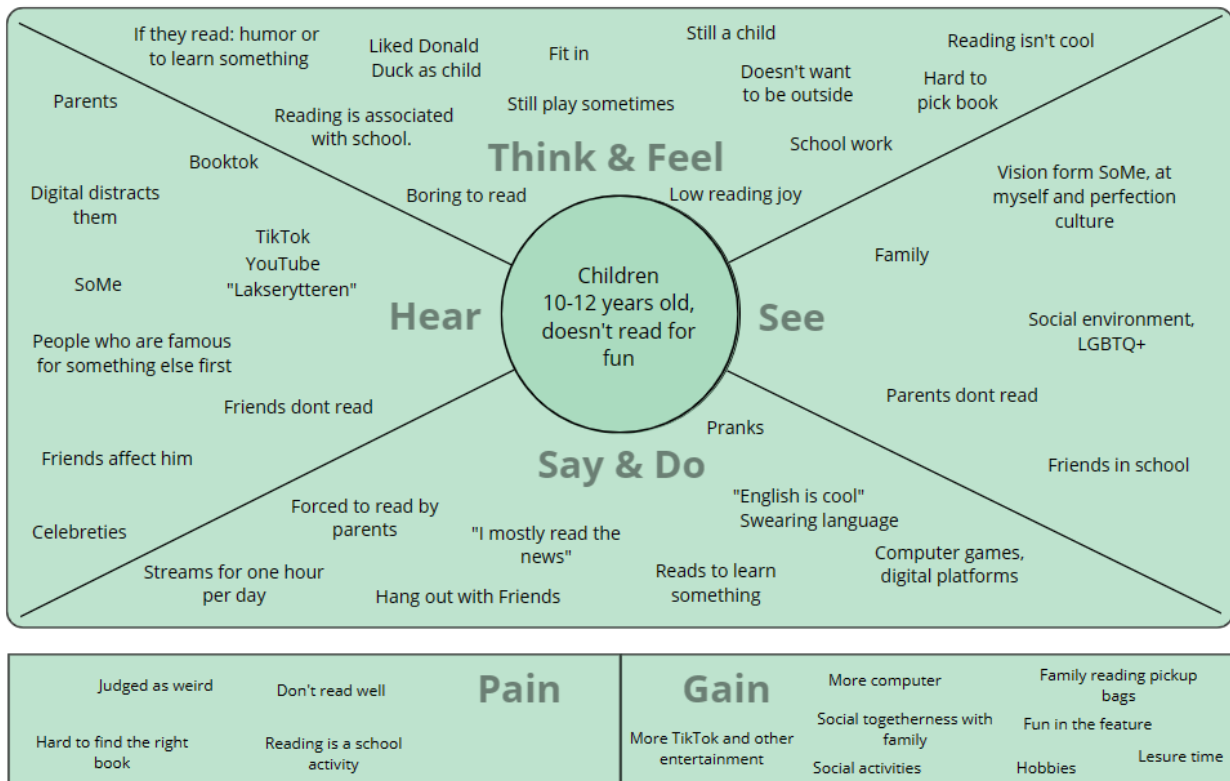 If they read: humor or
to learn something
Liked Donald
Duck as child
Fit in
Still a child
Reading isn't cool
Doesn't want
to be outside
Hard to
pick book
Still play sometimes
Reading is associated
with school.
School work
Think & Feel
Boring to read
Low reading joy
Parents
Booktok
Digital distracts
them
TikTok
YouTube
"Lakserytteren"
SoMe
Hear
People who are famous
for something else first
Friends dont read
Friends affect him
Celebreties
Children
10-12 years old,
doesn't read for
fun
Vision form SoMe, at
myself and perfection
culture
Family
See
Social environment,
LGBTQ+
Parents dont read
Friends in school
Pranks
Say & Do
Forced to read by
parents
"I mostly read the
news"
"English is cool"
Swearing language
Computer games,
digital platforms
Streams for one hour
per day
Hang out with Friends
Reads to learn
something
Pain
Judged as weird
Don't read well
Hard to find the right
book
Reading is a school
activity
Gain
More computer
Family reading pickup
bags
Social togetherness with
family
Fun in the feature
More TikTok and other
entertainment
Lesure time
Social activities
Hobbies